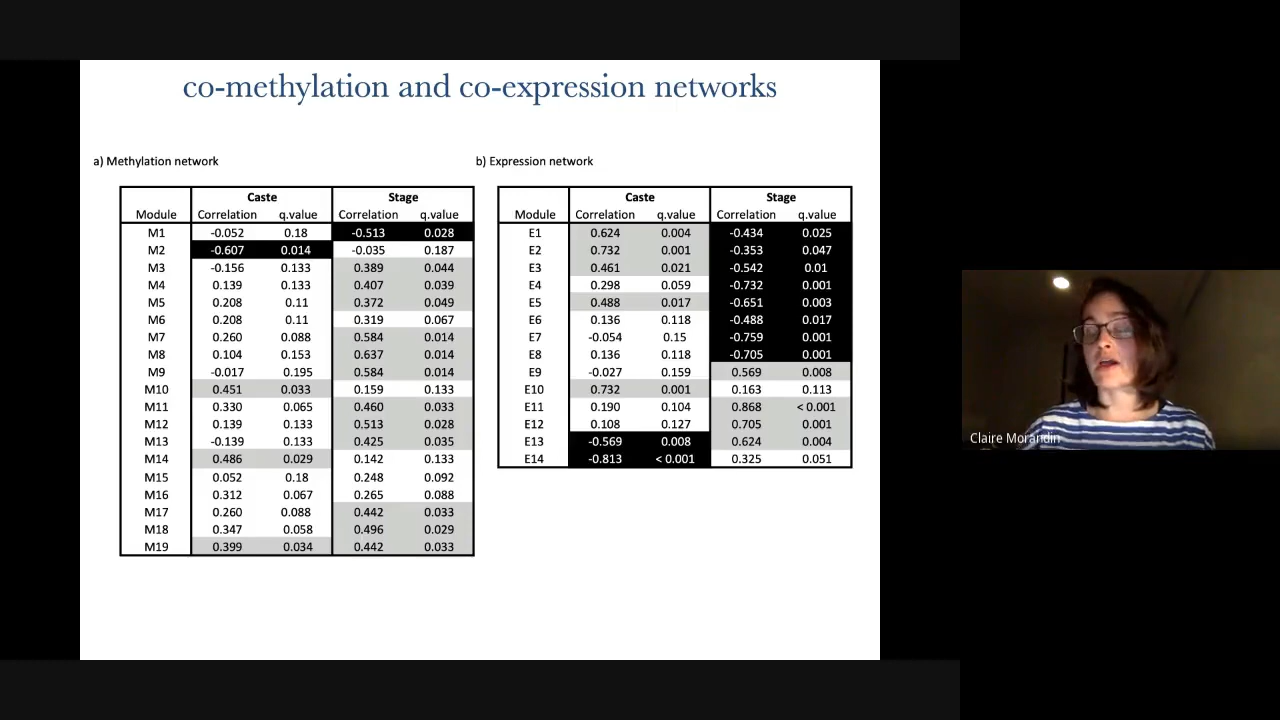 co-methylation and co-expression networks
a) Methylation network
Caste Stage
Module Correlation q.value Correlation q.value
M1 -0.052 0.18 -0.513 0.028
M2 -0.607 0.014 -0.035 0.187
M3 -0.156 0.133 0.389 0.044
M4 0.139 0.133 0.407 0.039
M5 0.208 0.11 0.372 0.049
M6 0.208 0.11 0.319 0.067
M7 0.260 0.088 0.584 0.014
M8 0.104 0.153 0.637 0.014
M9 -0.017 0.195 0.584 0.014
M10 0.451 0.033 0.159 0.133
M11 0.330 0.065 0.460 0.033
M12 0.139 0.133 0.513 0.028
M13 -0.139 0.133 0.425 0.035
M14 0.486 0.029 0.142 0.133
M15 0.052 0.18 0.248 0.092
M16 0.312 0.067 0.265 0.088
M17 0.260 0.088 0.442 0.033
M18 0.347 0.058 0.496 0.029
M19 0.399 0.034 0.442 0.033
b) Expression network
Caste Stage
Module Correlation q.value Correlation q.value
E1 0.624 0.004 -0.434 0.025
E2 0.732 0.001 -0.353 0.047
E3 0.461 0.021 -0.542 0.01
E4 0.298 0.059 -0.732 0.001
E5 0.488 0.017 -0.651 0.003
E6 0.136 0.118 -0.488 0.017
E7 -0.054 0.15 -0.759 0.001
E8 0.136 0.118 -0.705 0.001
E9 -0.027 0.159 0.569 0.008
E10 0.732 0.001 0.163 0.113
E11 0.190 0.104 0.868 < 0.001
E12 0.108 0.127 0.705 0.001
E13 -0.569 0.008 0.624 0.004
E14 -0.813 < 0.001 0.325 0.051
Claire Morandin